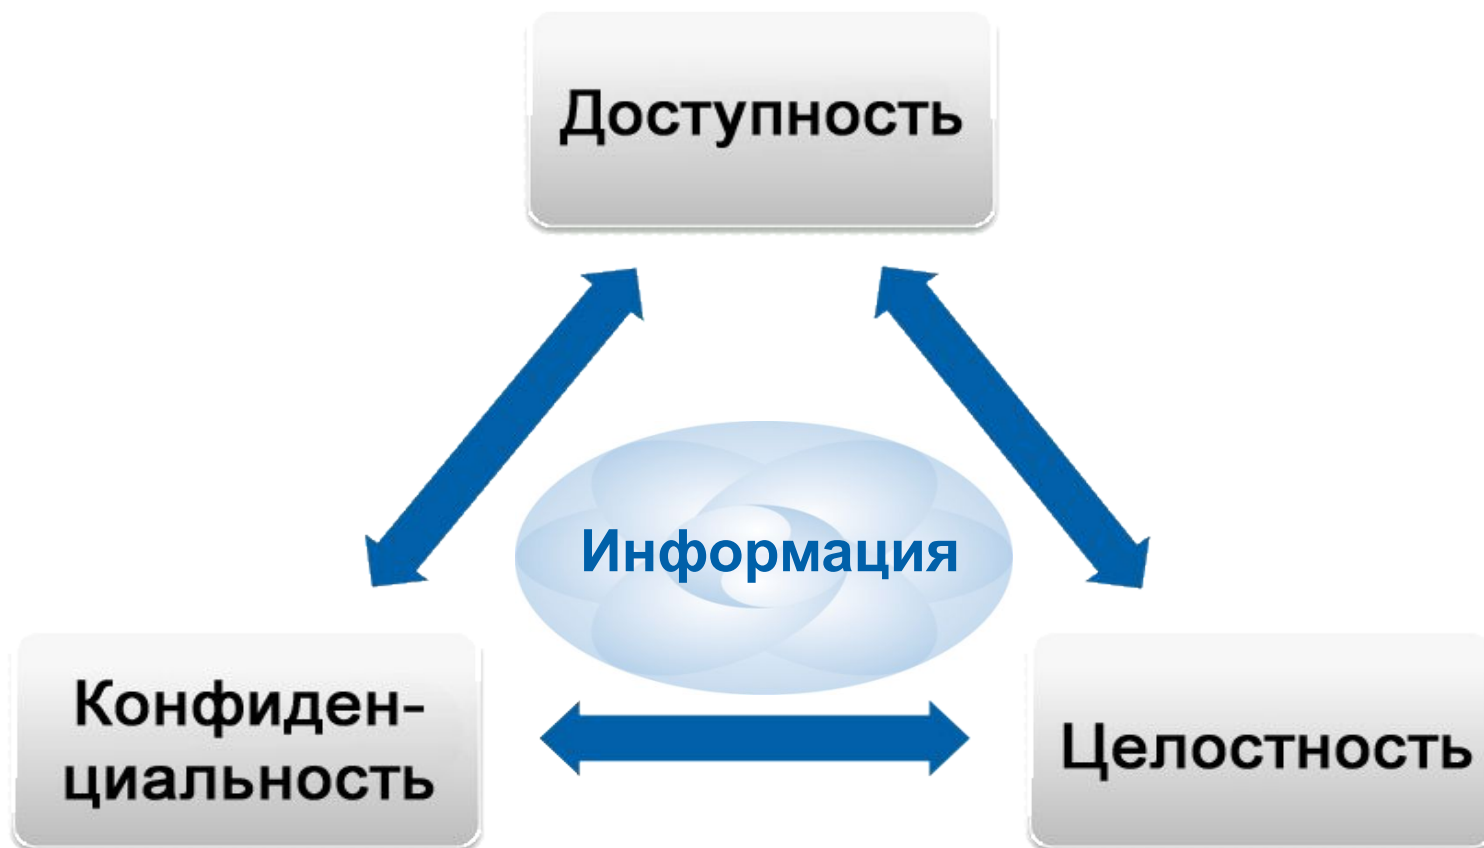 Доступность
Информация
Конфиден-
циальность
Целостность